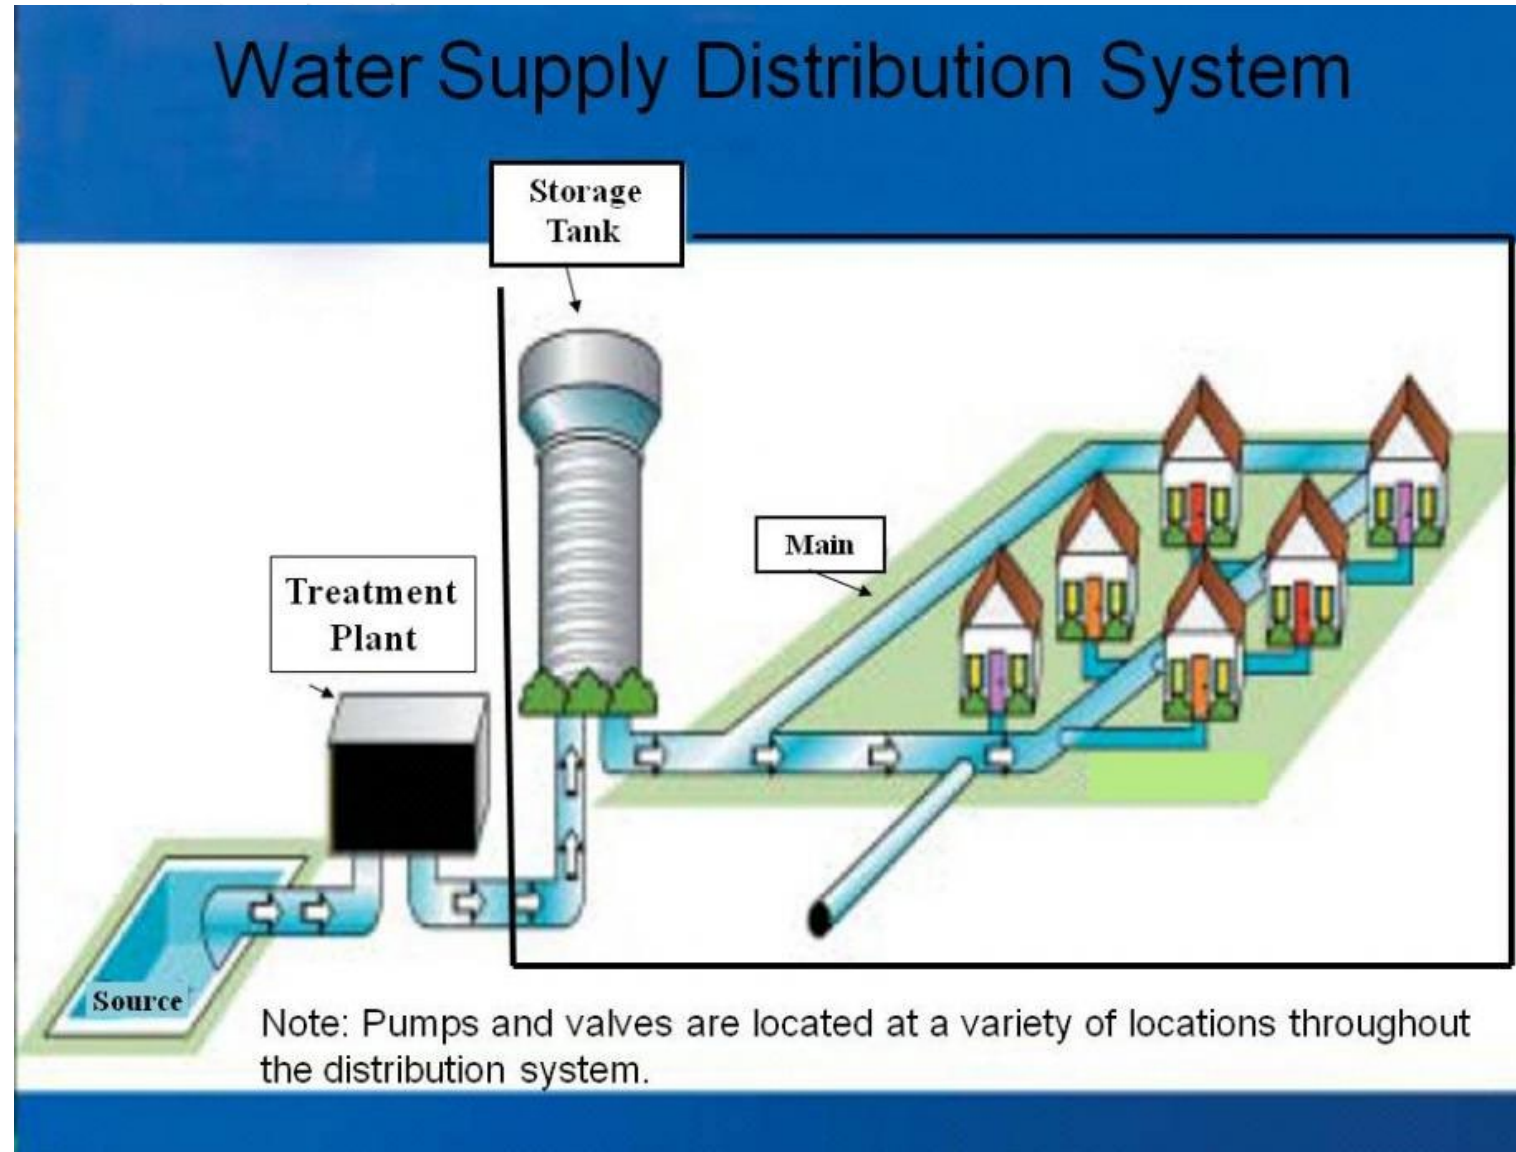 Water Supply Distribution System
Storage
Tank
Main
Treatment
Plant
Source
Note: Pumps and valves are located at a variety of locations throughout
the distribution system.